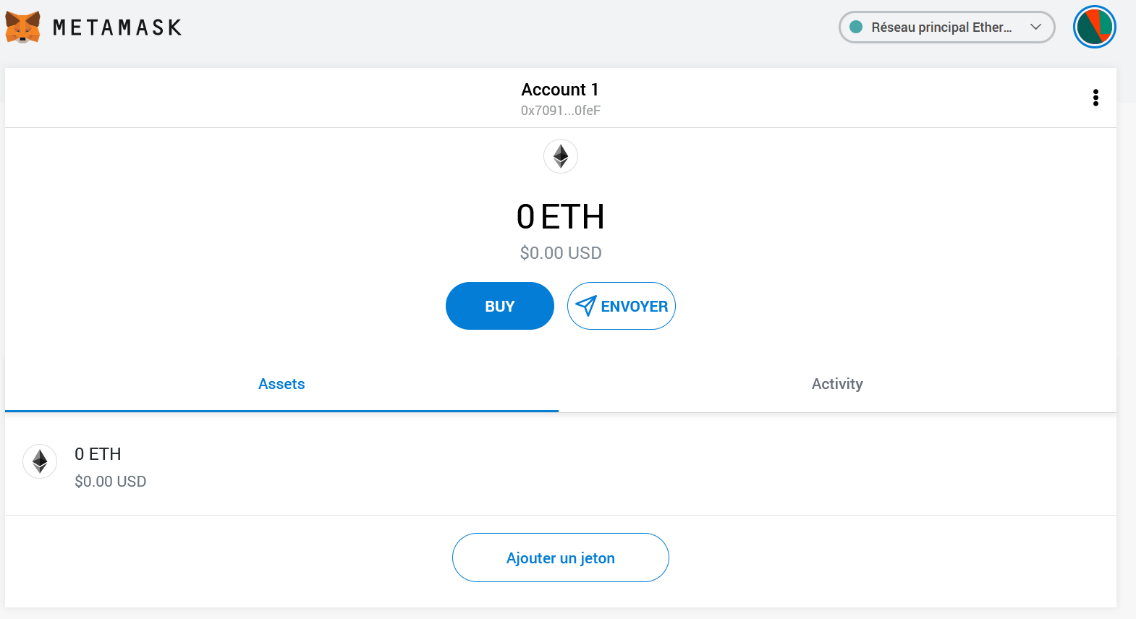 METAMASK
Réseau principal Ether...
Account 1
0x7091...0feF
0 ETH
$0.00 USD
BUY
ENVOYER
Assets
Activity
0 ETH
$0.00 USD
Ajouter un jeton